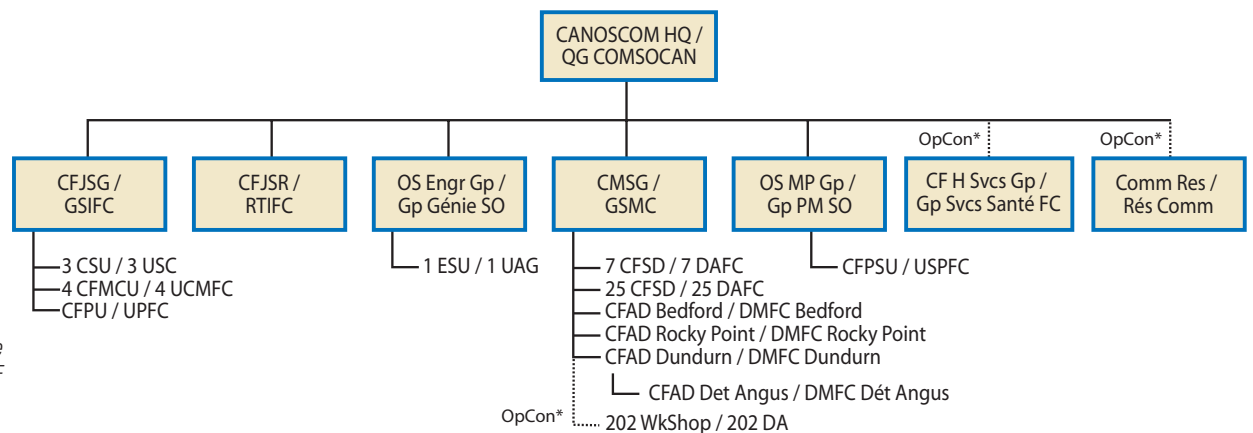 CANOSCOM HQ /
QG COMSOCAN
OpCon*
OpCon*
CFJSG /
GSIFC
CFJSR /
RTIFC
OS Engr Gp /
Gp Génie SO
CMSG /
GSMC
OS MP Gp /
Gp PM SO
CF H Svcs Gp /
Gp Svcs Santé FC
Comm Res /
Rés Comm
3 CSU / 3 USC
4 CFMCU / 4 UCMFC
CFPU / UPFC
1 ESU / 1 UAG
7 CFSD / 7 DAFC
25 CFSD / 25 DAFC
CFAD Bedford / DMFC Bedford
CFAD Rocky Point / DMFC Rocky Point
CFAD Dundurn / DMFC Dundurn
CFAD Det Angus / DMFC Dét Angus
OpCon*
202 WkShop / 202 DA
CFPSU / USPFC